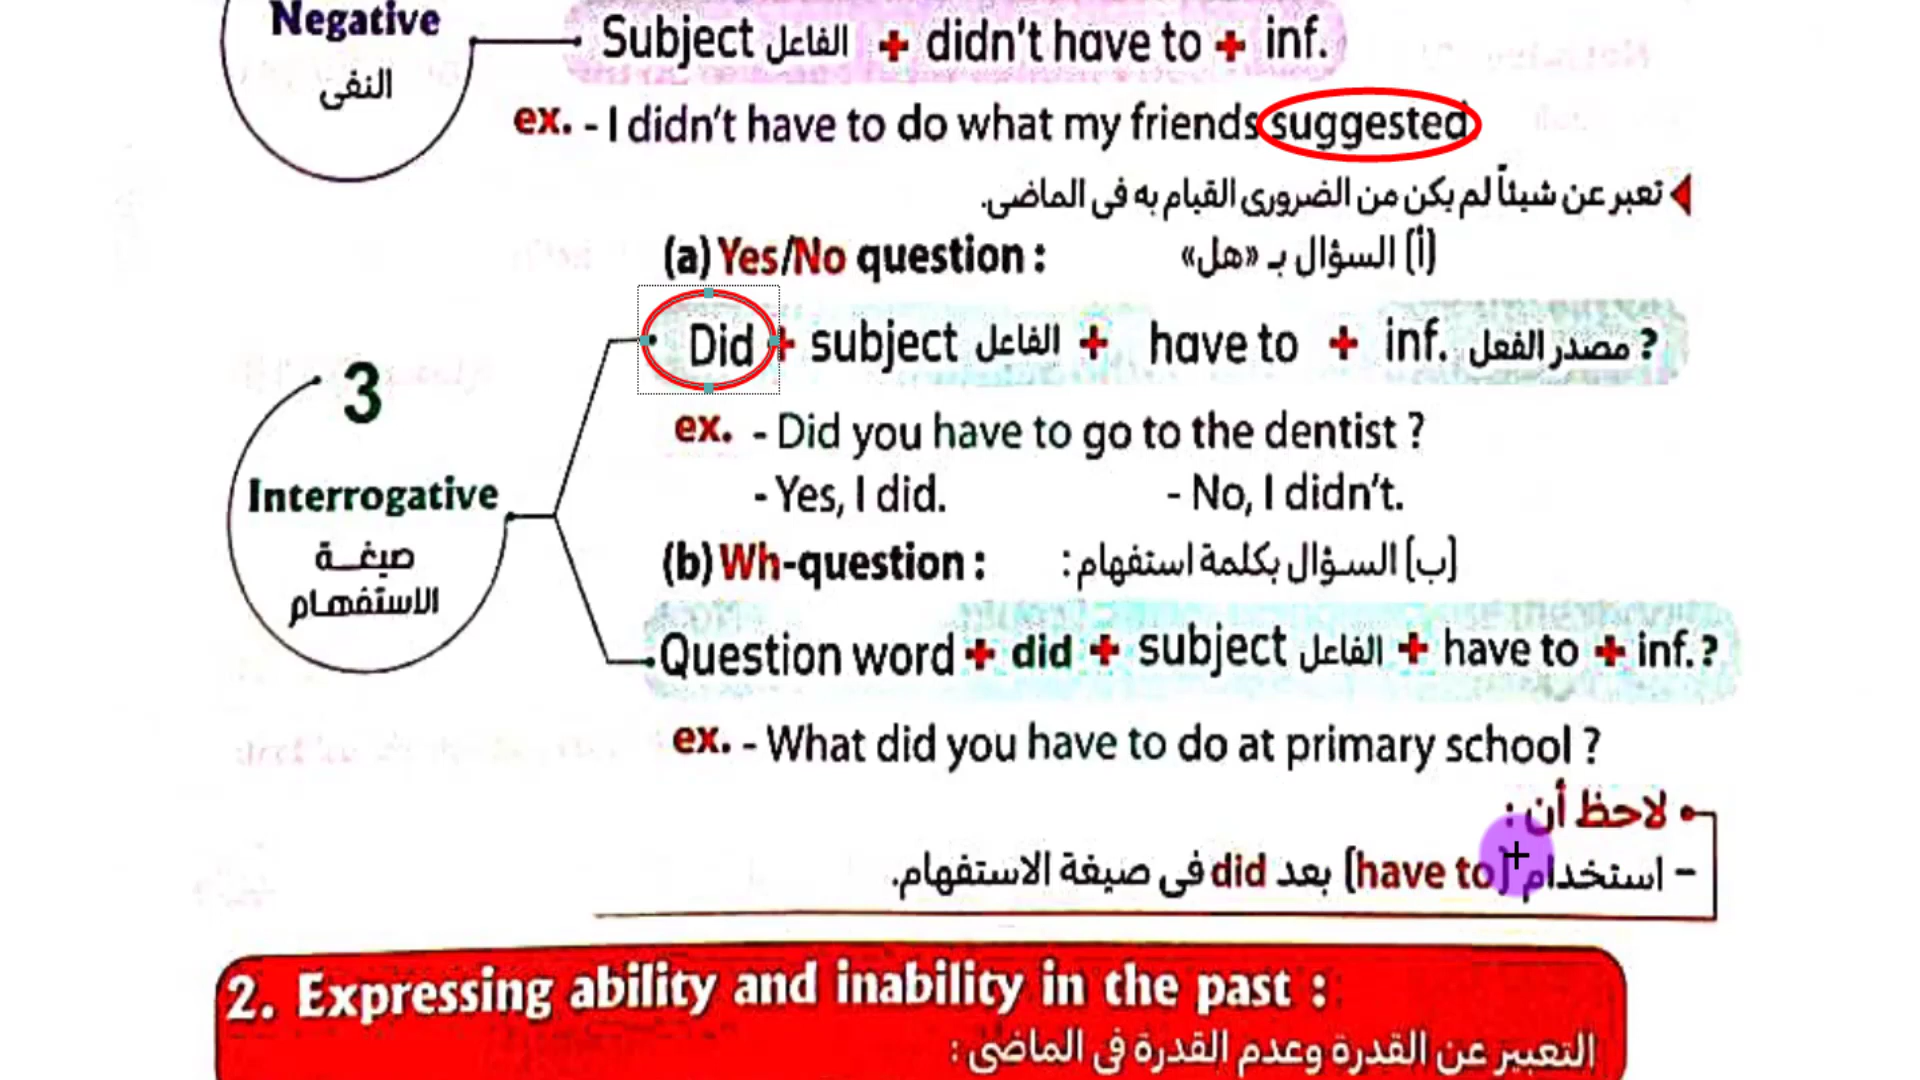 Negative
النفى
Subject الفاعل + didn't have to + inf.
ex. - I didn't have to do what my friends suggested
تعبر عن شيئاً لم يكن من الضرورى القيام به فى الماضى.
(a) Yes/No question : (أ) السؤال بـ «هل»
Did + subject الفاعل + have to + inf. مصدر الفعل ?
ex. - Did you have to go to the dentist ?
- Yes, I did. - No, I didn't.
3
Interrogative
صيغـة
الاستفهـام
(b) Wh-question : (ب) السـؤال بكلمة استفهام :
Question word + did + subject الفاعل + have to + inf. ?
ex. - What did you have to do at primary school ?
لاحظ أن :
– استخدام (have to) بعد did فى صيغة الاستفهام.
2. Expressing ability and inability in the past :
التعبير عن القدرة وعدم القدرة فى الماضى :